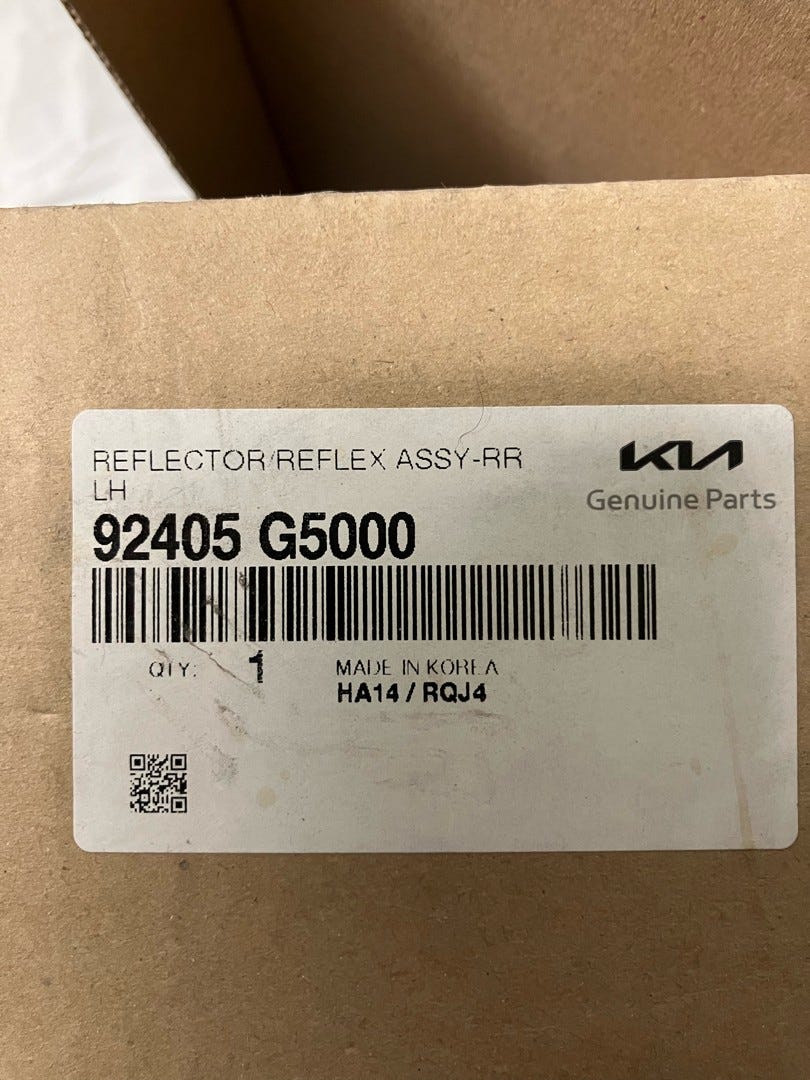 REFLECTOR/REFLEX ASSY-RR
LH
KIA
Genuine Parts
92405 G5000
QTY: 1
MADE IN KOREA
HA14 / RQJ4